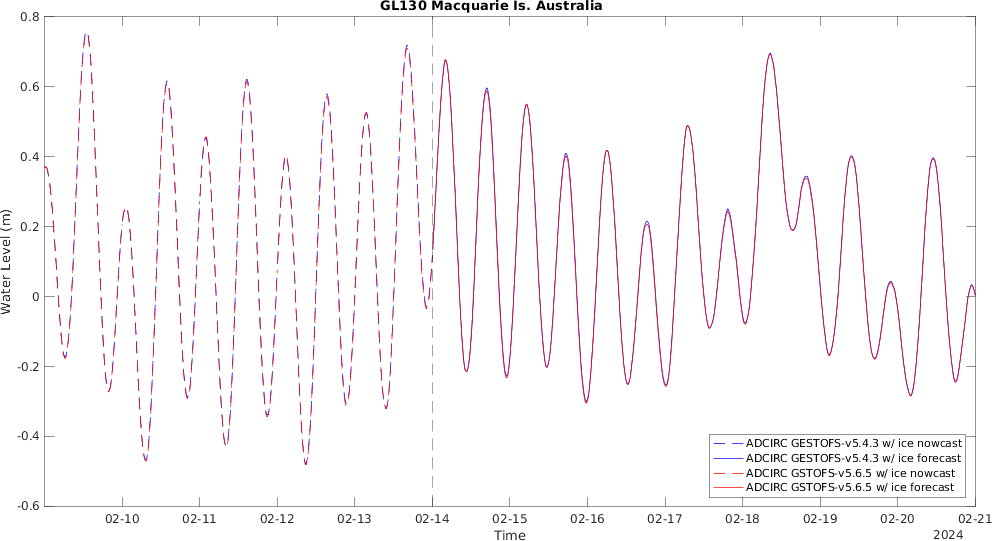 GL130 Macquarie Is. Australia
Water Level (m)
0.8
0.6
0.4
0.2
0
-0.2
-0.4
-0.6
ADCIRC GESTOFS-v5.4.3 w/ ice nowcast
ADCIRC GESTOFS-v5.4.3 w/ ice forecast
ADCIRC GSTOFS-v5.6.5 w/ ice nowcast
ADCIRC GSTOFS-v5.6.5 w/ ice forecast
02-10 02-11 02-12 02-13 02-14 02-15 02-16 02-17 02-18 02-19 02-20 02-21
Time
2024